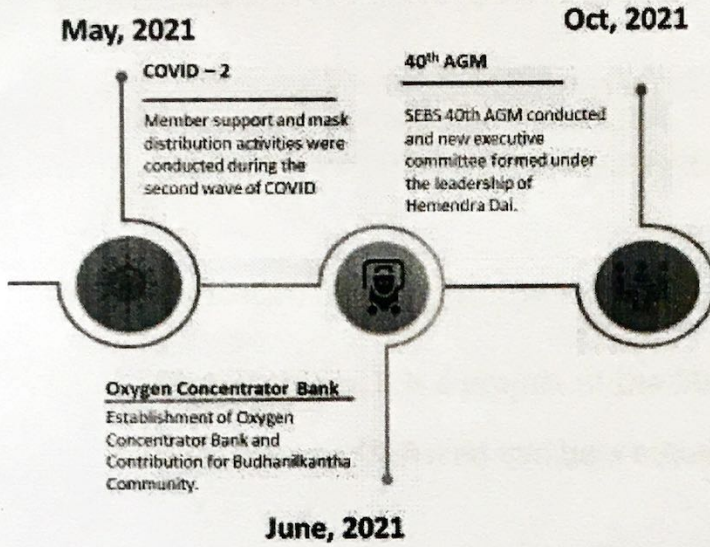 May, 2021
COVID – 2
Member support and mask
distribution activities were
conducted during the
second wave of COVID
Oxygen Concentrator Bank
Establishment of Oxygen
Concentrator Bank and
Contribution for Budhanilkantha
Community.
June, 2021
40th AGM
SEBS 40th AGM conducted
and new executive
committee formed under
the leadership of
Hemendra Dai.
Oct, 2021